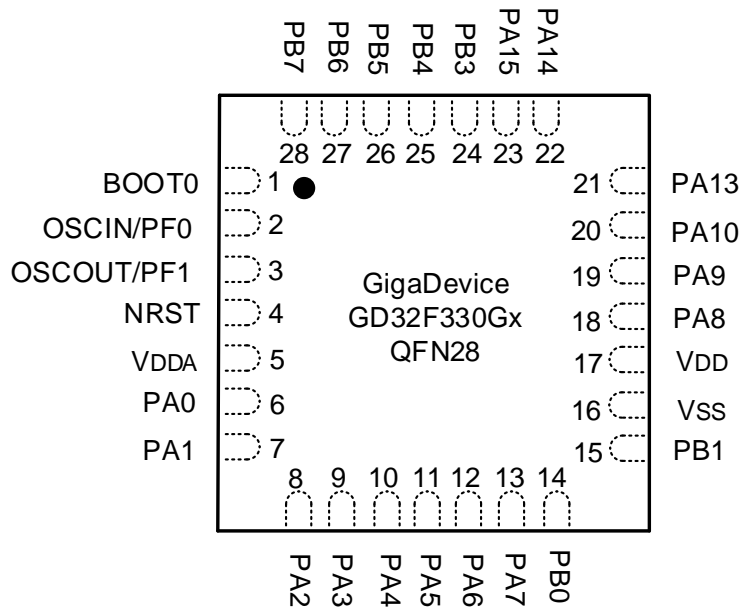 PB7 PB6 PB5 PB4 PB3 PA15 PA14
28 27 26 25 24 23 22
BOOT0 1
OSCIN/PF0 2
OSCOUT/PF1 3
NRST 4
VDDA 5
PA0 6
PA1 7
GigaDevice
GD32F330Gx
QFN28
21 PA13
20 PA10
19 PA9
18 PA8
17 VDD
16 VSS
15 PB1
8 9 10 11 12 13 14
PA2 PA3 PA4 PA5 PA6 PA7 PB0